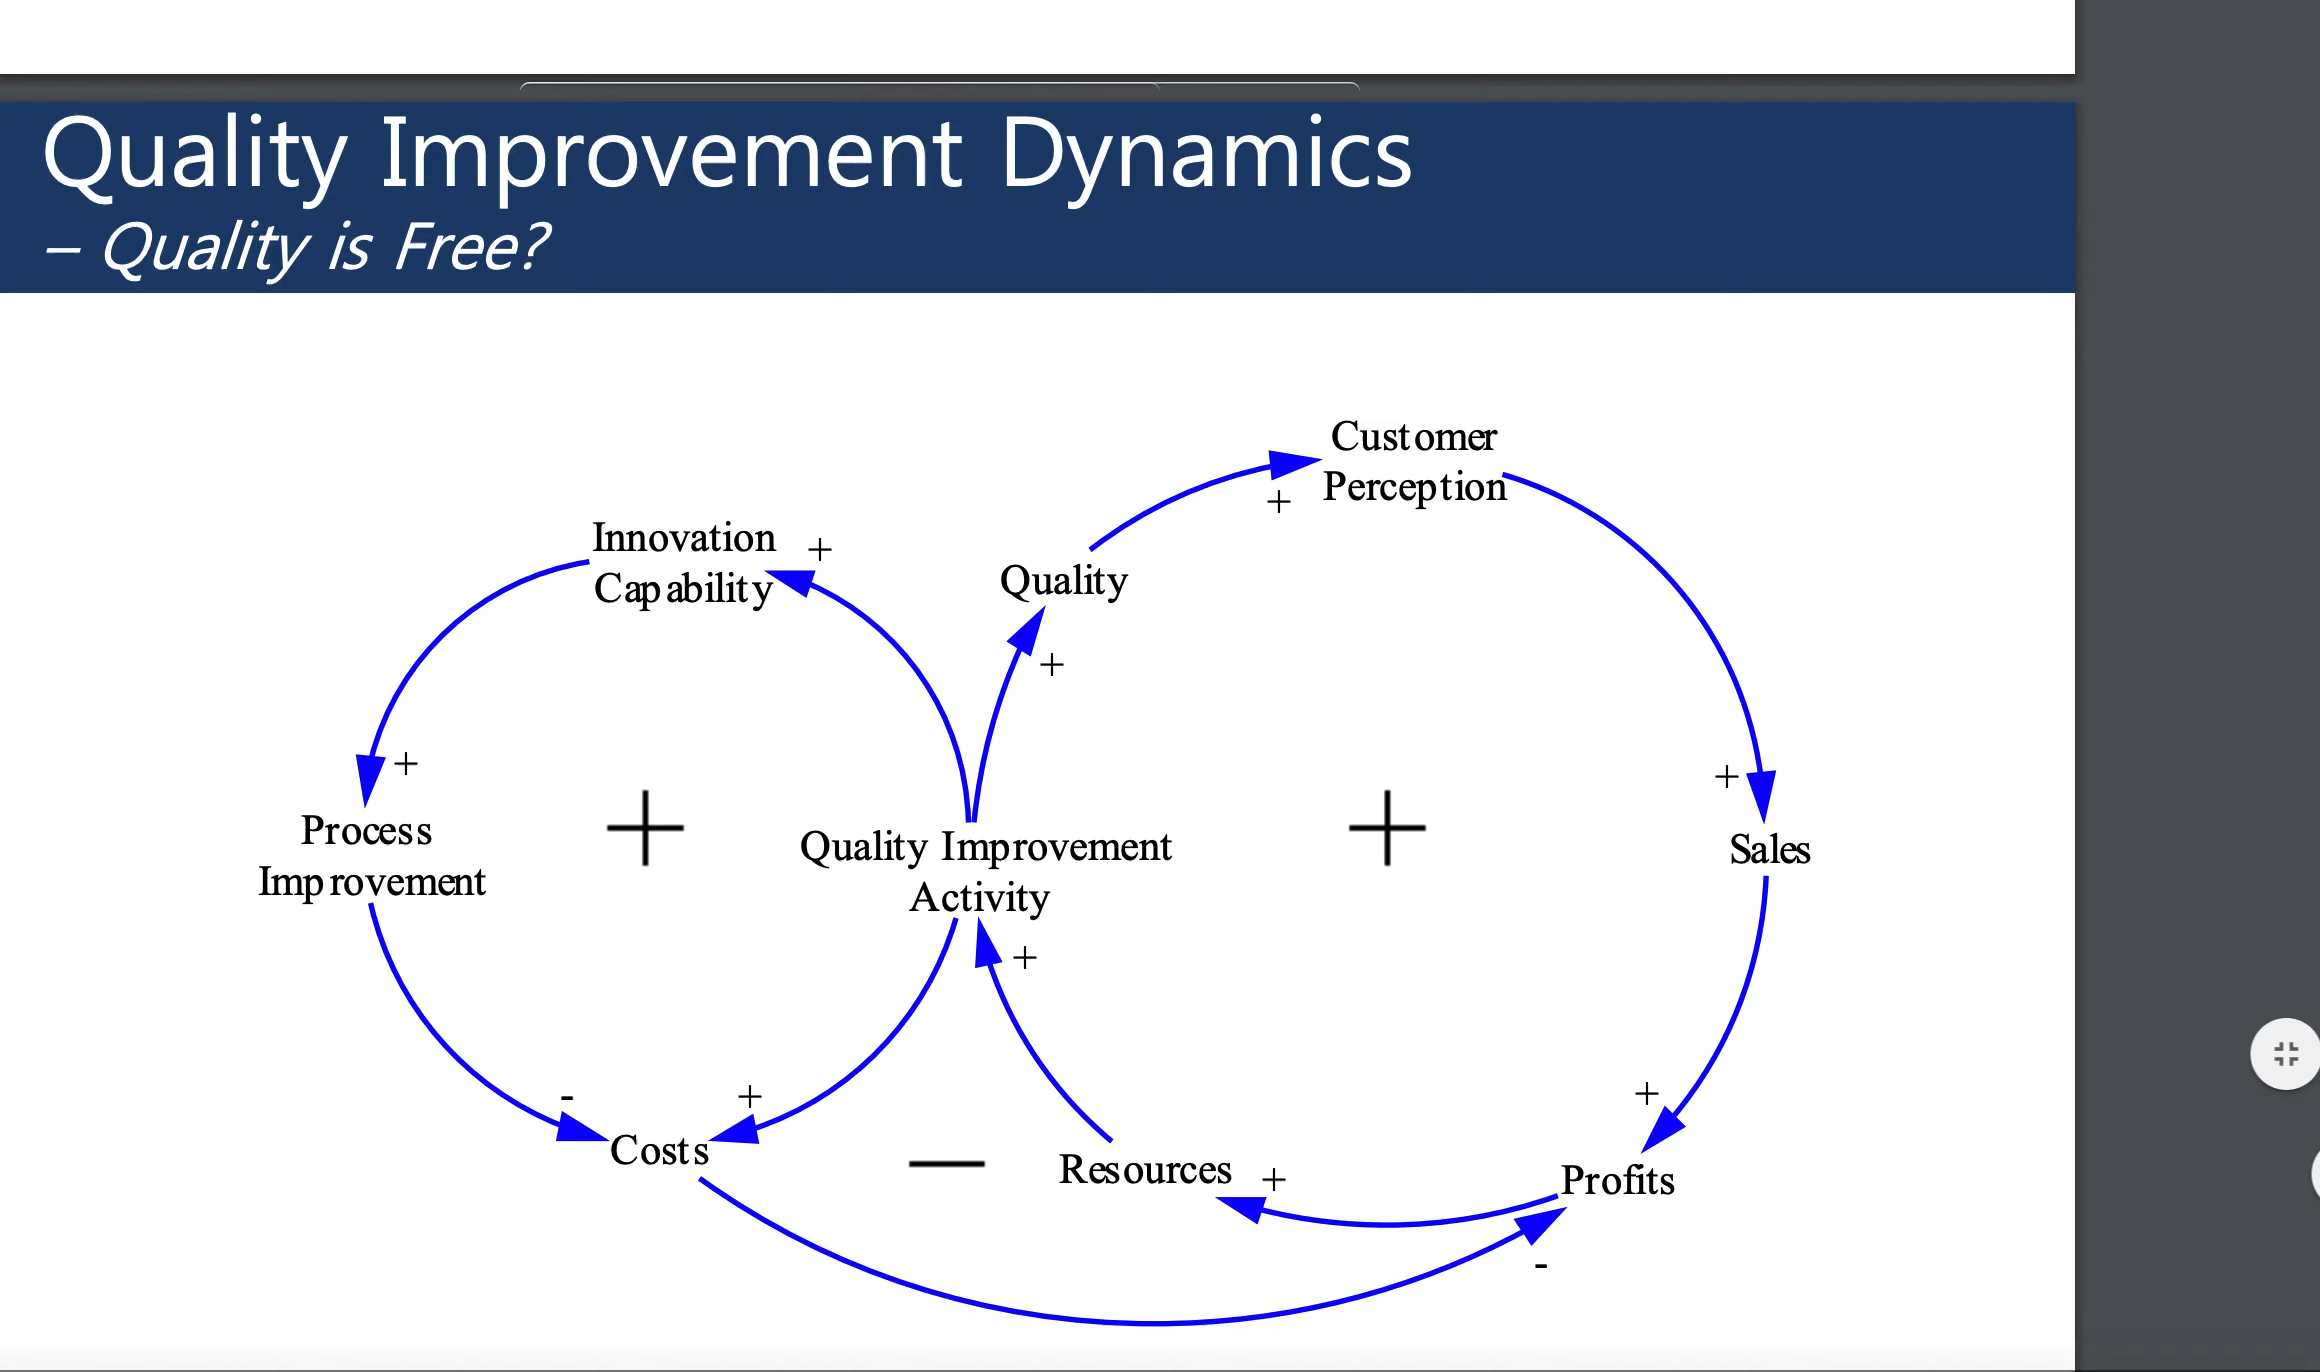 Quality Improvement Dynamics
– Quality is Free?
Customer
Perception
+
Innovation
Capability
+
Quality
+
+
Process
Improvement
+
+
Quality Improvement
Activity
+
+
Sales
+
-
+
+
Costs
—
Resources
+
Profits
-